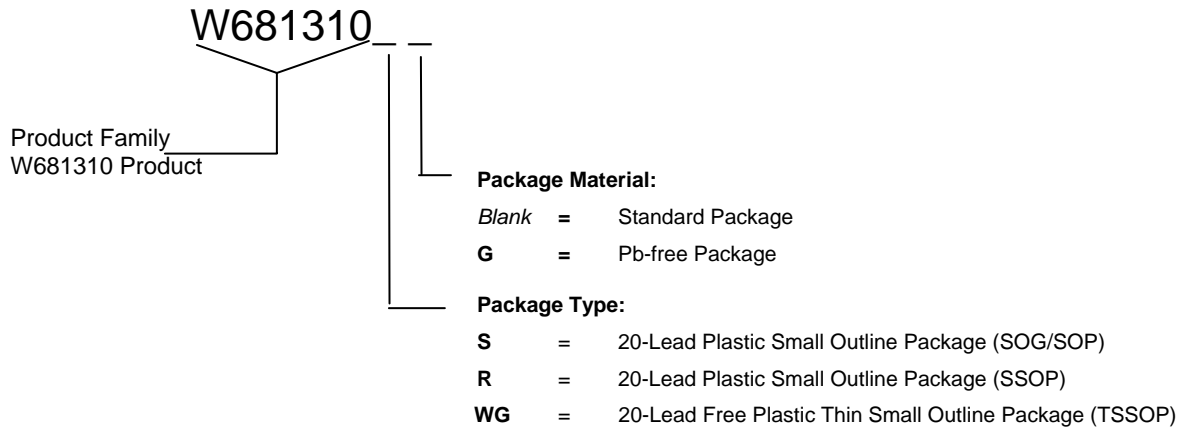 W681310_ _
Product Family
W681310 Product
Package Material:
Blank = Standard Package
G = Pb-free Package
Package Type:
S = 20-Lead Plastic Small Outline Package (SOG/SOP)
R = 20-Lead Plastic Small Outline Package (SSOP)
WG = 20-Lead Free Plastic Thin Small Outline Package (TSSOP)